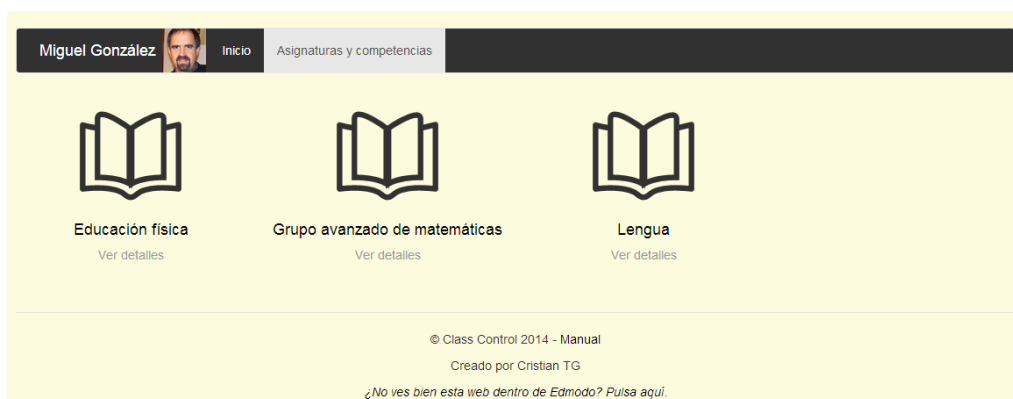 Miguel González Inicio Asignaturas y competencias
Educación física Grupo avanzado de matemáticas Lengua
Ver detalles Ver detalles Ver detalles
© Class Control 2014 - Manual
Creado por Cristian TG
¿No ves bien esta web dentro de Edmodo? Pulsa aquí.